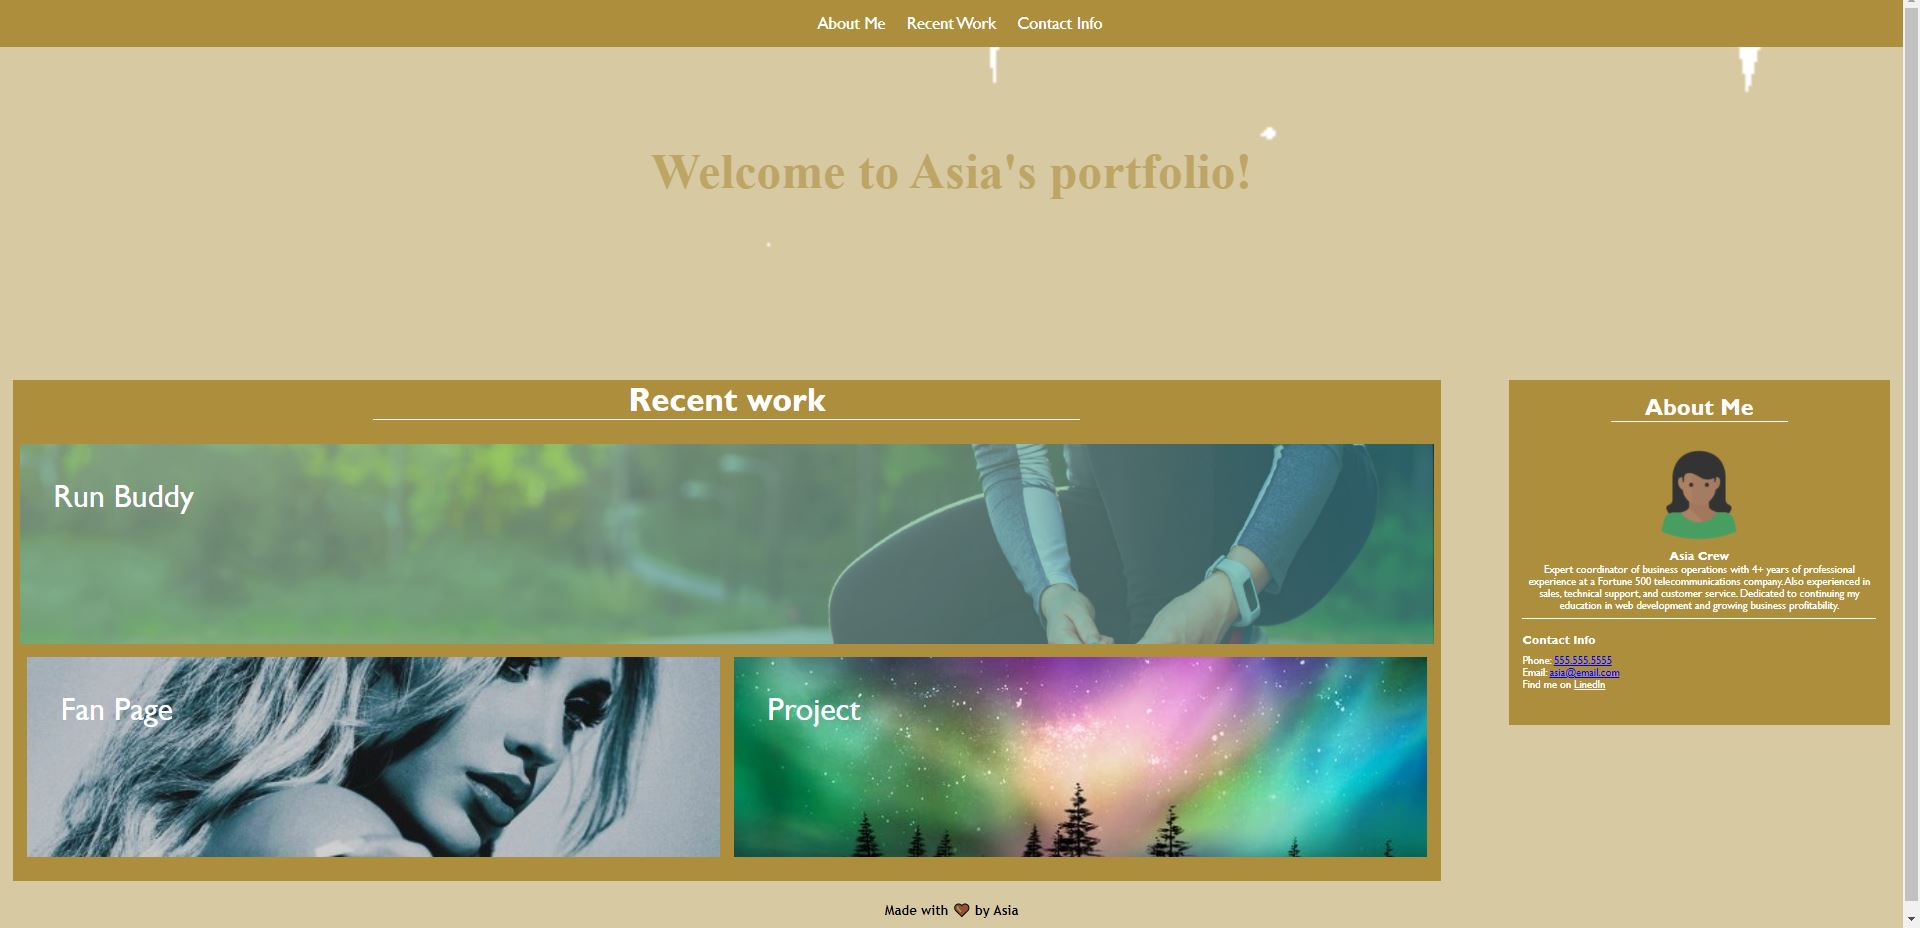 About Me Recent Work Contact Info
Welcome to Asia's portfolio!
Recent work
Run Buddy
Fan Page
Project
About Me
Asia Crew
Expert coordinator of business operations with 4+ years of professional
experience at a Fortune 500 telecommunications company. Also experienced in
sales, technical support, and customer service. Dedicated to continuing my
education in web development and growing business profitability.
Contact Info
Phone: 555.555.5555
Email: asia@email.com
Find me on LinedIn
Made with 🤎 by Asia